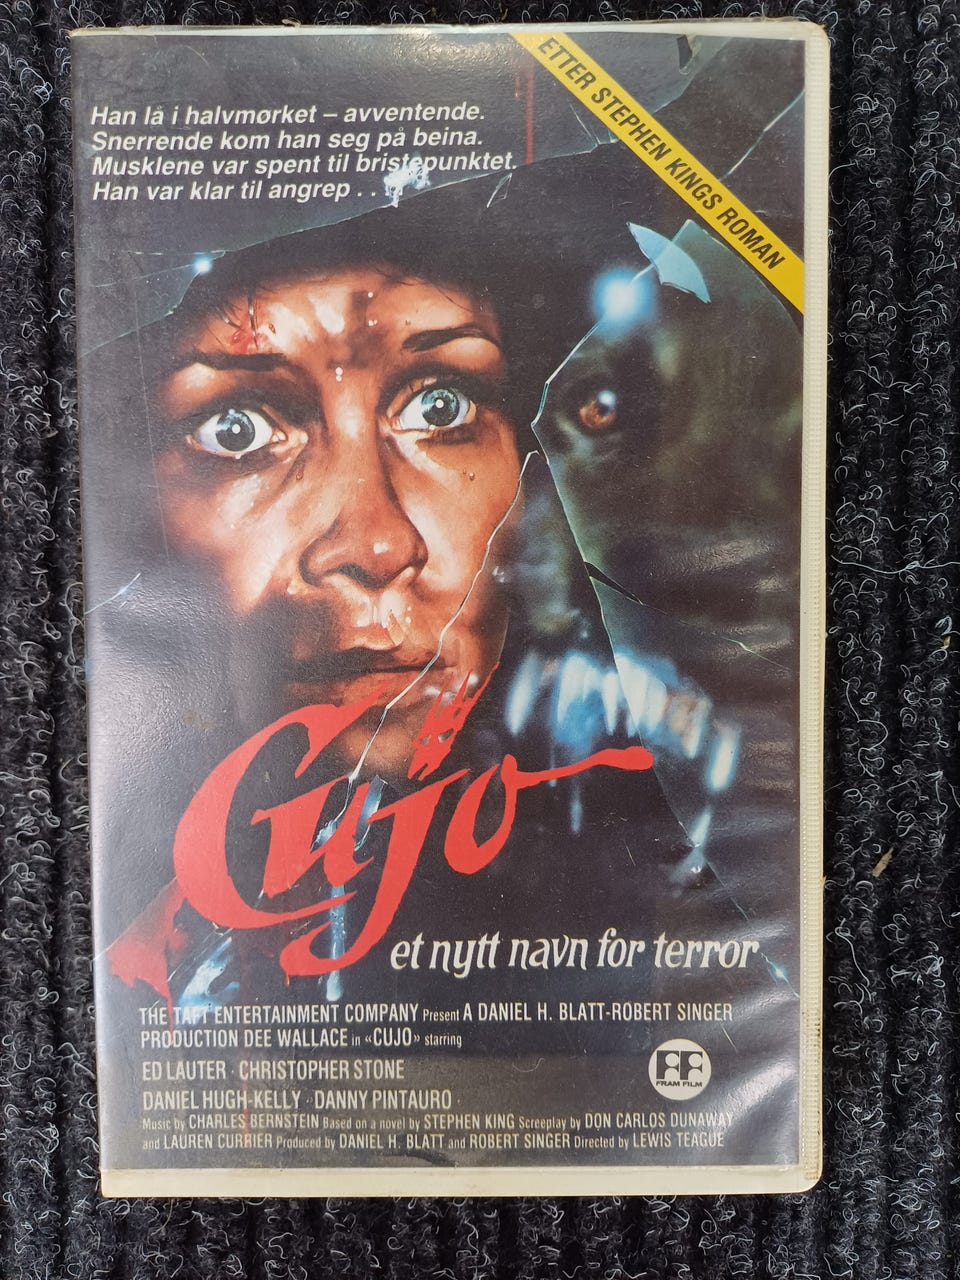 Han lå i halvmørket – avventende.
Snerrende kom han seg på beina.
Musklene var spent til bristepunktet.
Han var klar til angrep . . .
ETTER STEPHEN KINGS ROMAN
Cujo
et nytt navn for terror
THE TAFT ENTERTAINMENT COMPANY Present A DANIEL H. BLATT-ROBERT SINGER
PRODUCTION DEE WALLACE in «CUJO» starring
ED LAUTER · CHRISTOPHER STONE
DANIEL HUGH-KELLY · DANNY PINTAURO ·
Music by CHARLES BERNSTEIN Based on a novel by STEPHEN KING Screeplay by DON CARLOS DUNAWAY
and LAUREN CURRIER Produced by DANIEL H. BLATT and ROBERT SINGER Directed by LEWIS TEAGUE
FF
FRAM FILM